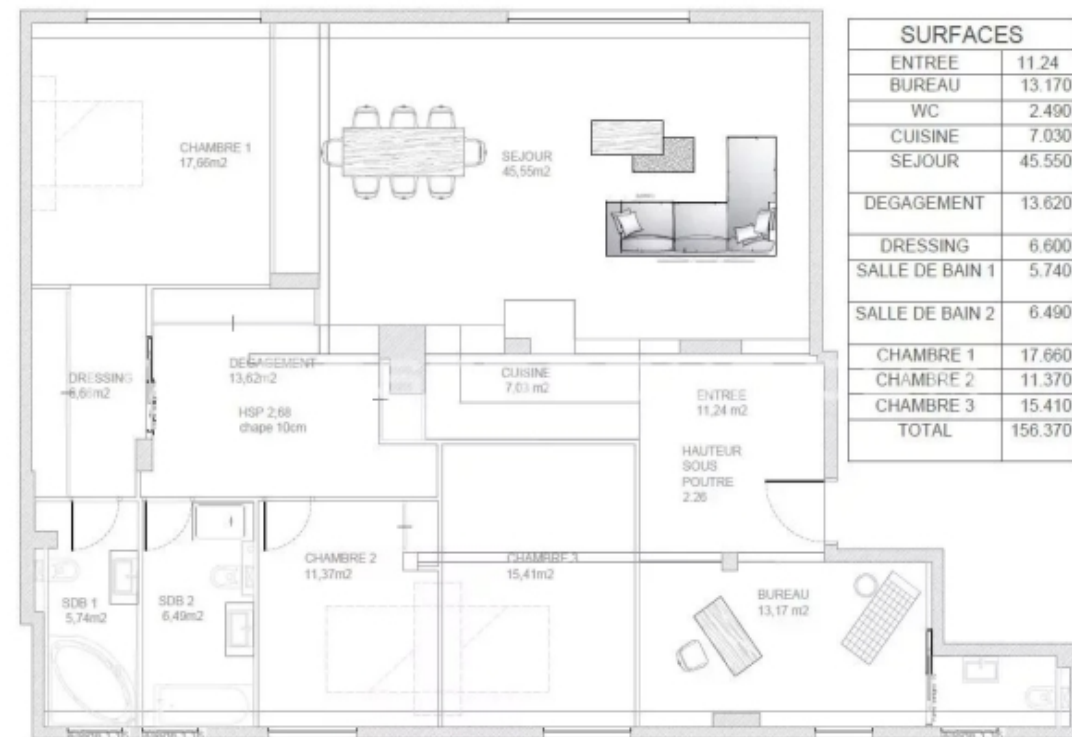 CHAMBRE 1
17,66m2
SEJOUR
45,55m2
DRESSING
6,66m2
DEGAGEMENT
13,62m2
HSP 2,68
chape 10cm
CUISINE
7,03 m2
ENTREE
11,24 m2
HAUTEUR
SOUS
POUTRE
2.26
SDB 1
5,74m2
SDB 2
6,49m2
CHAMBRE 2
11,37m2
CHAMBRE 3
15,41m2
BUREAU
13,17 m2
SURFACES
ENTREE 11.24
BUREAU 13.170
WC 2.490
CUISINE 7.030
SEJOUR 45.550
DEGAGEMENT 13.620
DRESSING 6.600
SALLE DE BAIN 1 5.740
SALLE DE BAIN 2 6.490
CHAMBRE 1 17.660
CHAMBRE 2 11.370
CHAMBRE 3 15.410
TOTAL 156.370